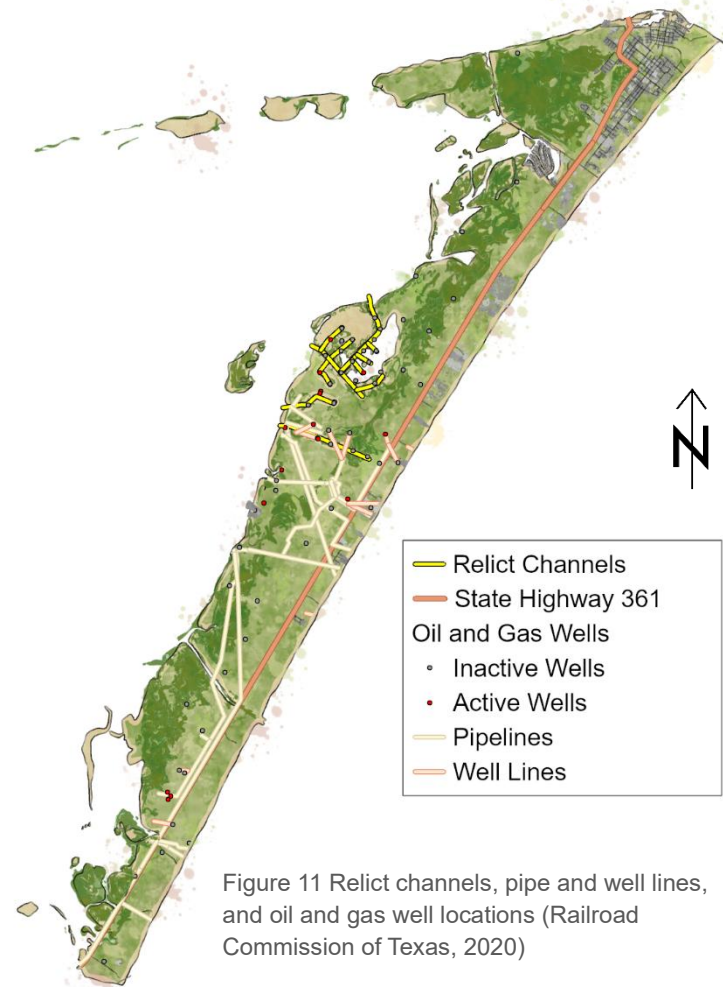 N
Relict Channels
State Highway 361
Oil and Gas Wells
Inactive Wells
Active Wells
Pipelines
Well Lines
Figure 11 Relict channels, pipe and well lines,
and oil and gas well locations (Railroad
Commission of Texas, 2020)